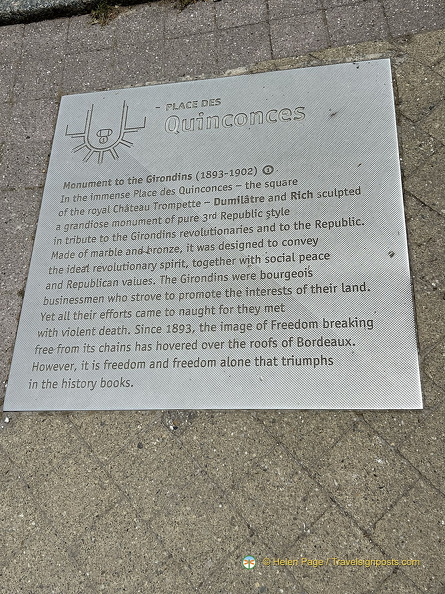 PLACE DES
Quinconces
Monument to the Girondins (1893-1902) 1
In the immense Place des Quinconces – the square
of the royal Château Trompette – Dumilâtre and Rich sculpted
a grandiose monument of pure 3rd Republic style
in tribute to the Girondins revolutionaries and to the Republic.
Made of marble and bronze, it was designed to convey
the ideal revolutionary spirit, together with social peace
and Republican values. The Girondins were bourgeois
businessmen who strove to promote the interests of their land.
Yet all their efforts came to naught for they met
with violent death. Since 1893, the image of Freedom breaking
free from its chains has hovered over the roofs of Bordeaux.
However, it is freedom and freedom alone that triumphs
in the history books.
© Helen Page / Travelsignposts.com